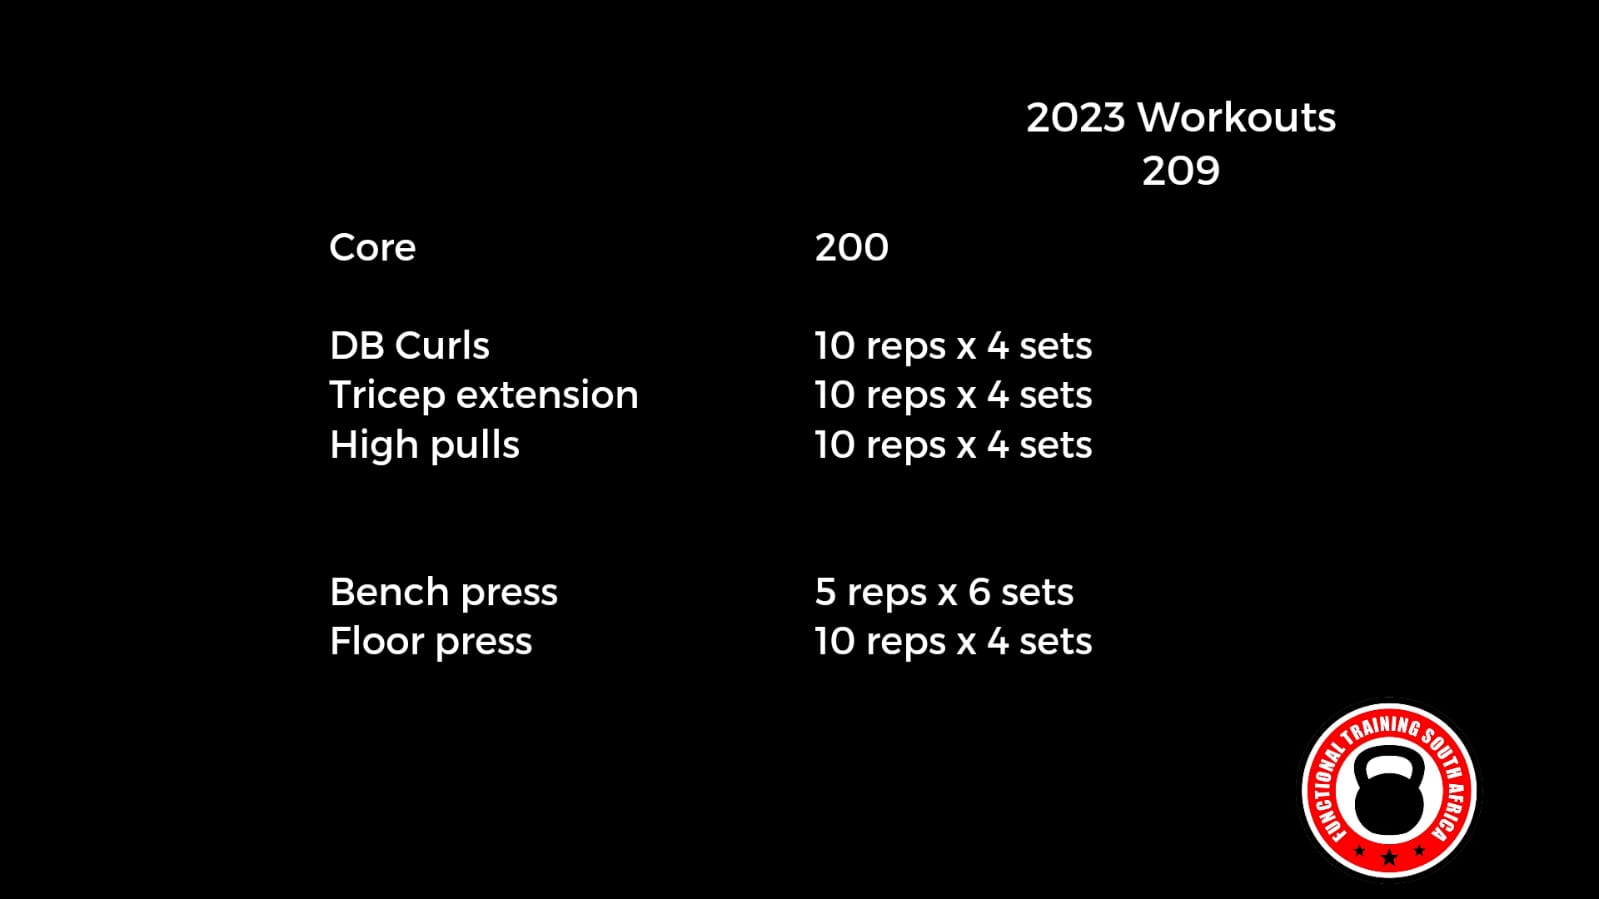 2023 Workouts
209
Core 200
DB Curls 10 reps x 4 sets
Tricep extension 10 reps x 4 sets
High pulls 10 reps x 4 sets
Bench press 5 reps x 6 sets
Floor press 10 reps x 4 sets
FUNCTIONAL TRAINING SOUTH AFRICA